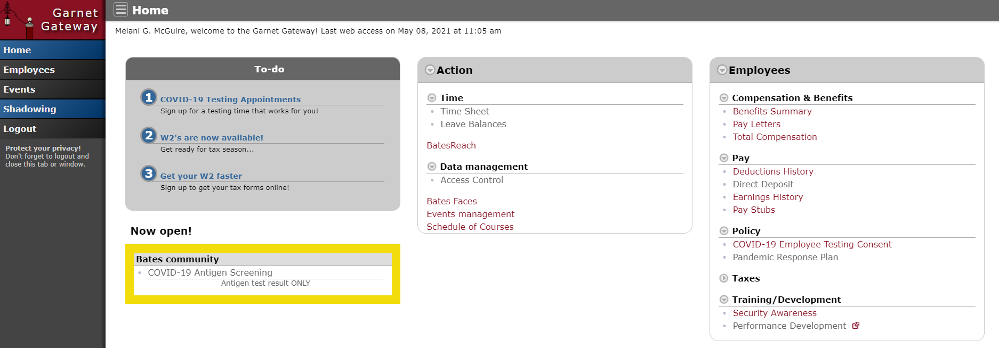 Garnet
Gateway
Home
Employees
Events
Shadowing
Logout
Protect your privacy!
Don't forget to logout and
close this tab or window.
Home
Melani G. McGuire, welcome to the Garnet Gateway! Last web access on May 08, 2021 at 11:05 am
To-do
1 COVID-19 Testing Appointments
Sign up for a testing time that works for you!
2 W2's are now available!
Get ready for tax season...
3 Get your W2 faster
Sign up to get your tax forms online!
Now open!
Bates community
COVID-19 Antigen Screening
Antigen test result ONLY
Action
Time
Time Sheet
Leave Balances
BatesReach
Data management
Access Control
Bates Faces
Events management
Schedule of Courses
Employees
Compensation & Benefits
Benefits Summary
Pay Letters
Total Compensation
Pay
Deductions History
Direct Deposit
Earnings History
Pay Stubs
Policy
COVID-19 Employee Testing Consent
Pandemic Response Plan
Taxes
Training/Development
Security Awareness
Performance Development